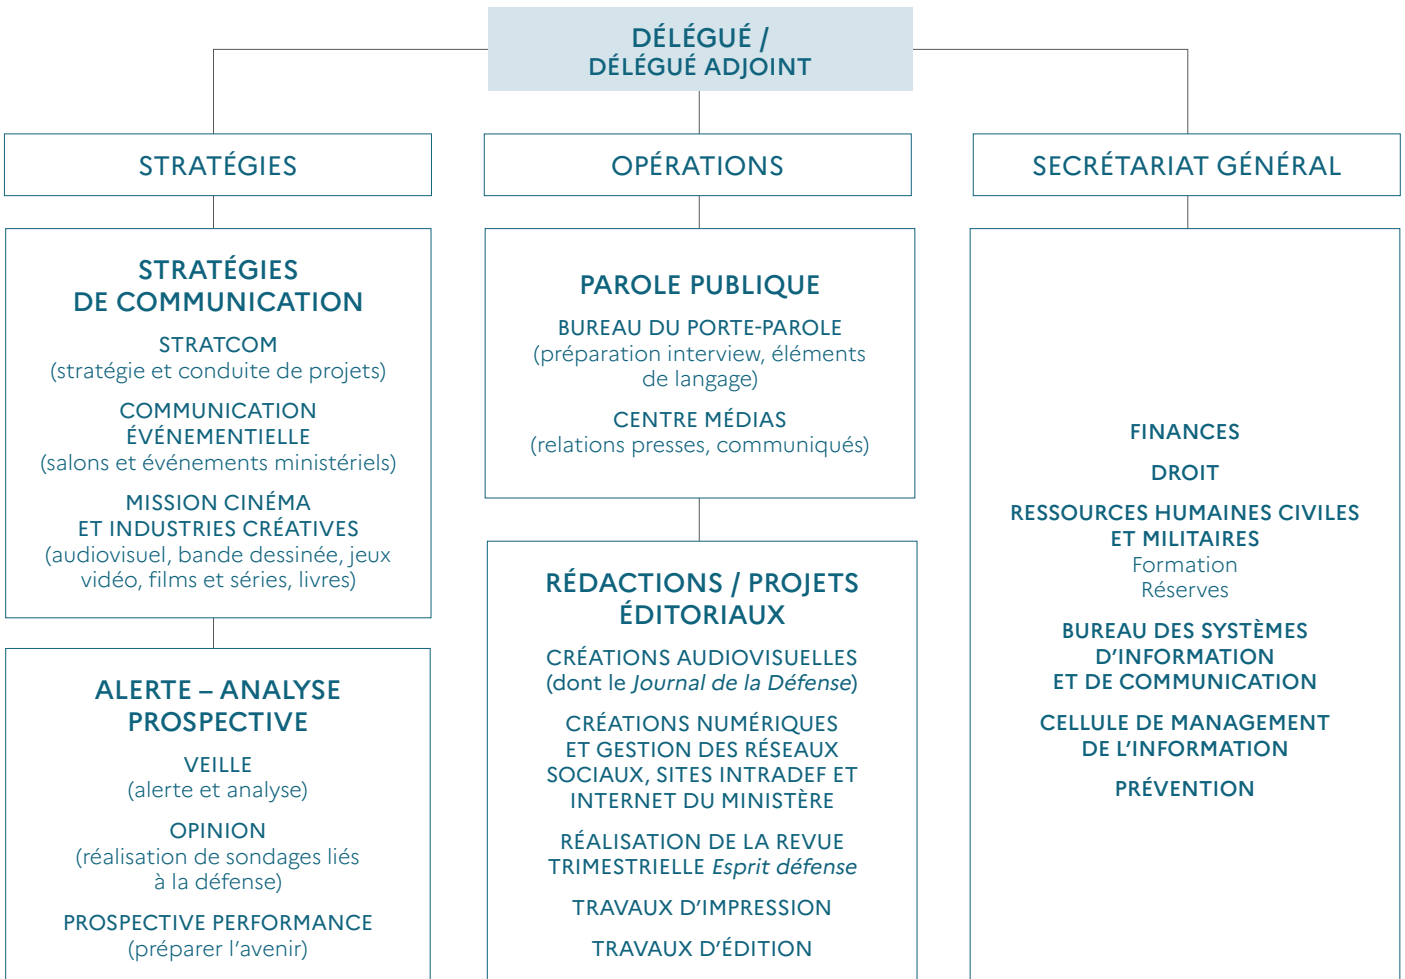 DÉLÉGUÉ /
DÉLÉGUÉ ADJOINT
STRATÉGIES
STRATÉGIES
DE COMMUNICATION
STRATCOM
(stratégie et conduite de projets)
COMMUNICATION
ÉVÉNEMENTIELLE
(salons et événements ministériels)
MISSION CINÉMA
ET INDUSTRIES CRÉATIVES
(audiovisuel, bande dessinée, jeux
vidéo, films et séries, livres)
ALERTE – ANALYSE
PROSPECTIVE
VEILLE
(alerte et analyse)
OPINION
(réalisation de sondages liés
à la défense)
PROSPECTIVE PERFORMANCE
(préparer l’avenir)
OPÉRATIONS
PAROLE PUBLIQUE
BUREAU DU PORTE-PAROLE
(préparation interview, éléments
de langage)
CENTRE MÉDIAS
(relations presses, communiqués)
RÉDACTIONS / PROJETS
ÉDITORIAUX
CRÉATIONS AUDIOVISUELLES
(dont le Journal de la Défense)
CRÉATIONS NUMÉRIQUES
ET GESTION DES RÉSEAUX
SOCIAUX, SITES INTRADEF ET
INTERNET DU MINISTÈRE
RÉALISATION DE LA REVUE
TRIMESTRIELLE Esprit défense
TRAVAUX D’IMPRESSION
TRAVAUX D’ÉDITION
SECRÉTARIAT GÉNÉRAL
FINANCES
DROIT
RESSOURCES HUMAINES CIVILES
ET MILITAIRES
Formation
Réserves
BUREAU DES SYSTÈMES
D’INFORMATION
ET DE COMMUNICATION
CELLULE DE MANAGEMENT
DE L’INFORMATION
PRÉVENTION